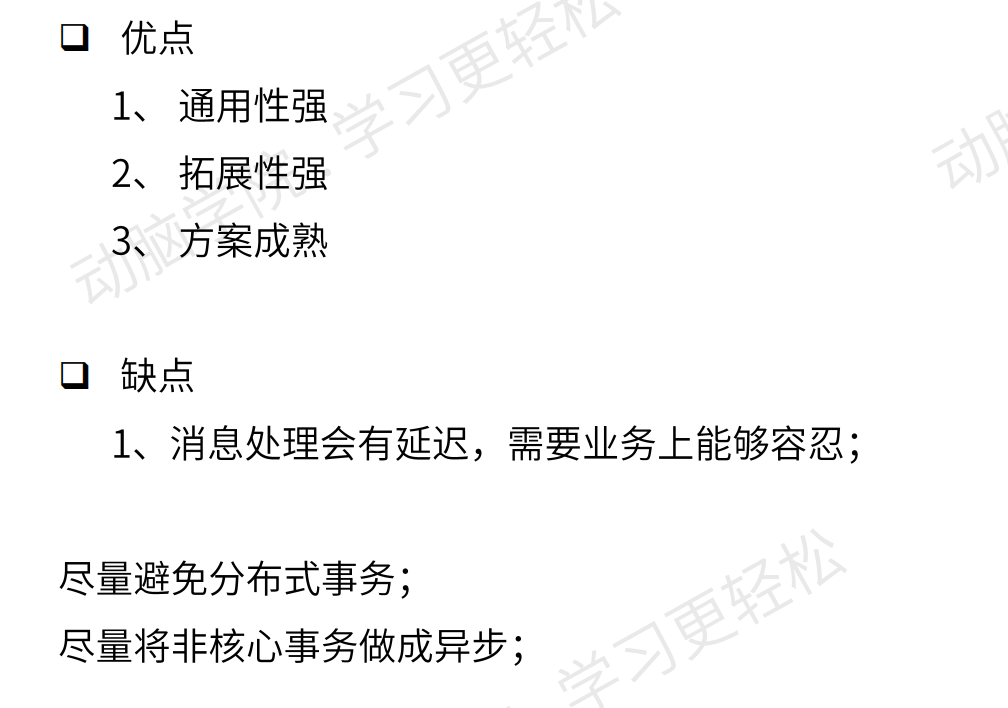 ❑ 优点
1、 通用性强
2、 拓展性强
3、 方案成熟
❑ 缺点
1、消息处理会有延迟，需要业务上能够容忍；
尽量避免分布式事务；
尽量将非核心事务做成异步；
动脑学院，学习更轻松
动脑
学习更轻松